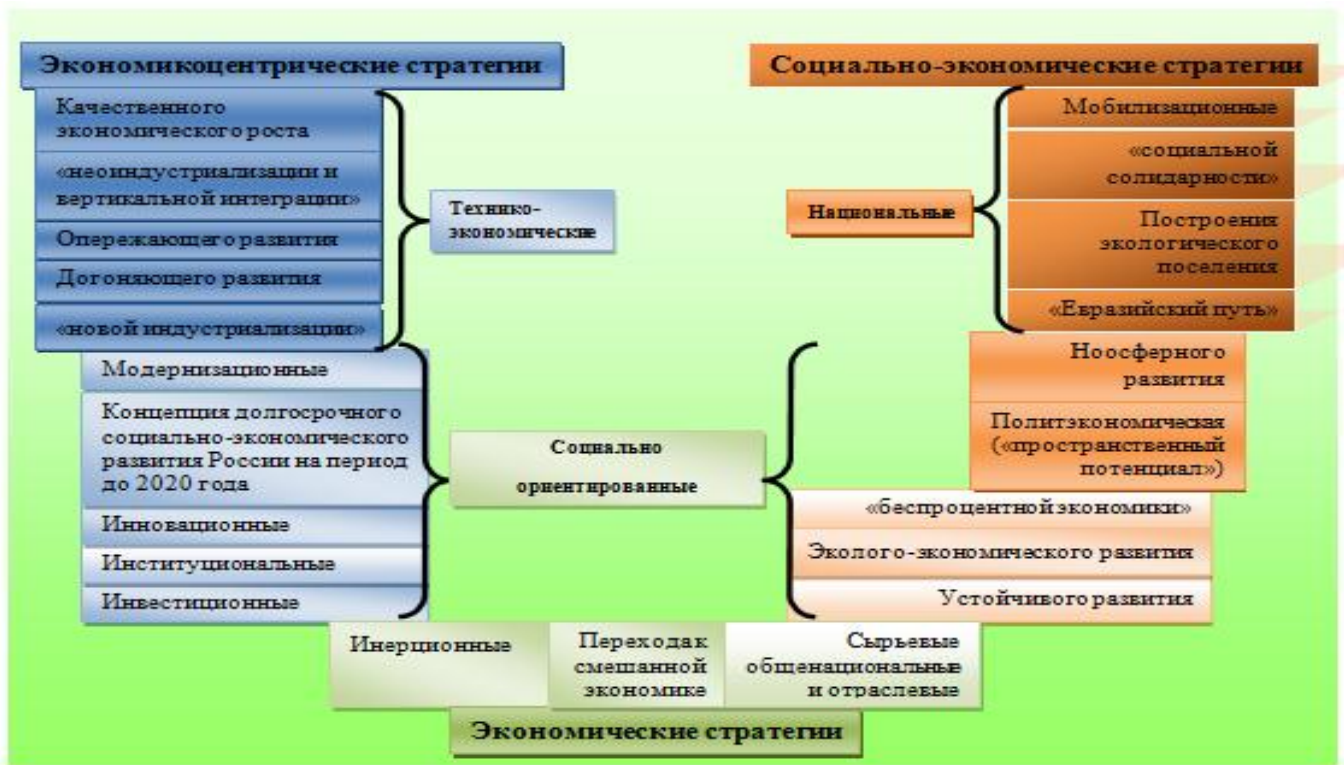 Экономикоцентрические стратегии
Качественного
экономического роста
«неоиндустриализации и
вертикальной интеграции»
Опережающего развития
Догоняющего развития
«новой индустриализации»
Технико-
экономические
Социально-экономические стратегии
Мобилизационные
«социальной
солидарности»
Построения
экологического
поселения
«Евразийский путь»
Национальные
Модернизационные
Концепция долгосрочного
социально-экономического
развития России на период
до 2020 года
Инновационные
Институциональные
Инвестиционные
Социально
ориентированные
Ноосферного
развития
Политэкономическая
(«пространственный
потенциал»)
«беспроцентной экономики»
Эколого-экономического развития
Устойчивого развития
Инерционные
Перехода к
смешанной
экономике
Сырьевые
общенациональные
и отраслевые
Экономические стратегии